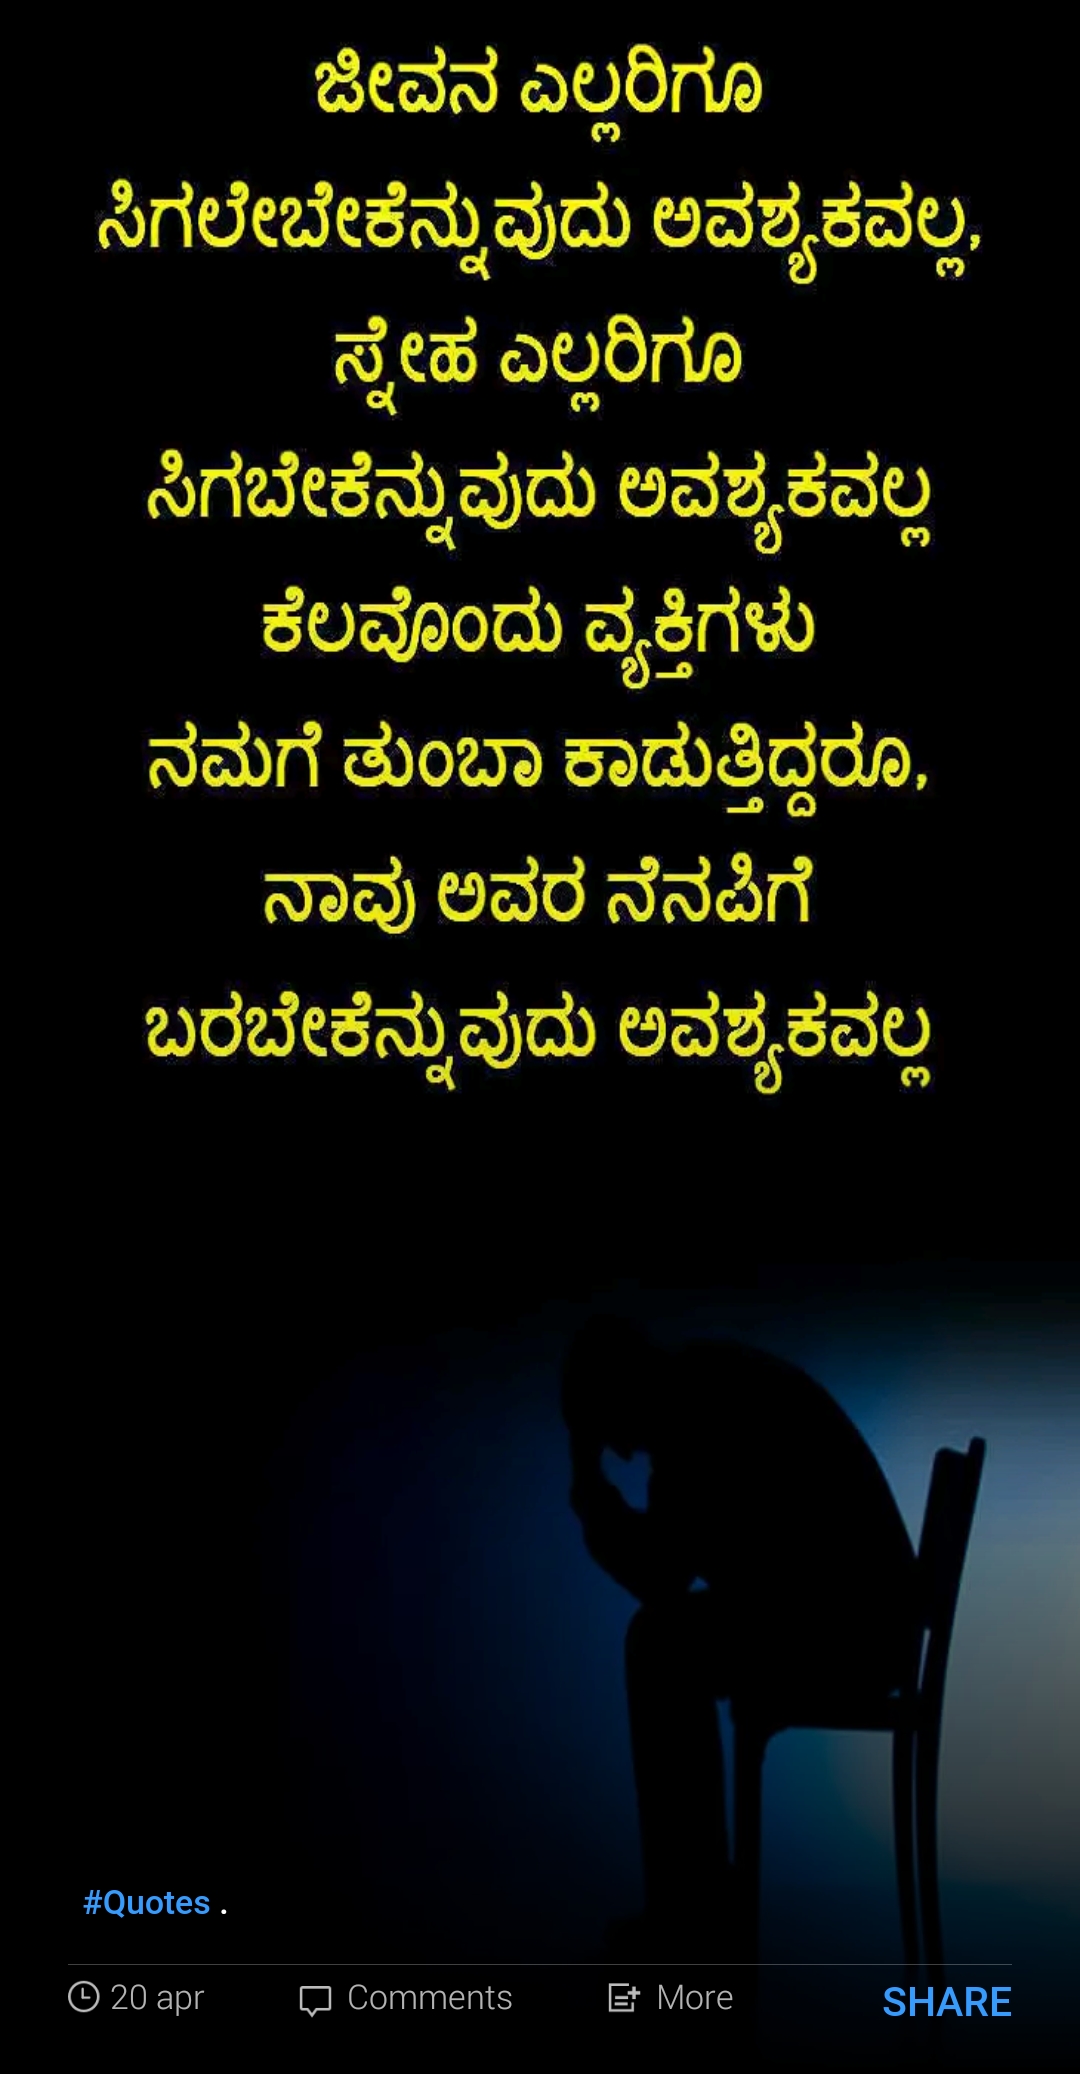 ಜೀವನ ಎಲ್ಲರಿಗೂ
ಸಿಗಲೇಬೇಕೆನ್ನುವುದು ಅವಶ್ಯಕವಲ್ಲ,
ಸ್ನೇಹ ಎಲ್ಲರಿಗೂ
ಸಿಗಬೇಕೆನ್ನುವುದು ಅವಶ್ಯಕವಲ್ಲ
ಕೆಲವೊಂದು ವ್ಯಕ್ತಿಗಳು
ನಮಗೆ ತುಂಬಾ ಕಾಡುತ್ತಿದ್ದರೂ,
ನಾವು ಅವರ ನೆನಪಿಗೆ
ಬರಬೇಕೆನ್ನುವುದು ಅವಶ್ಯಕವಲ್ಲ
#Quotes .
20 apr Comments More SHARE